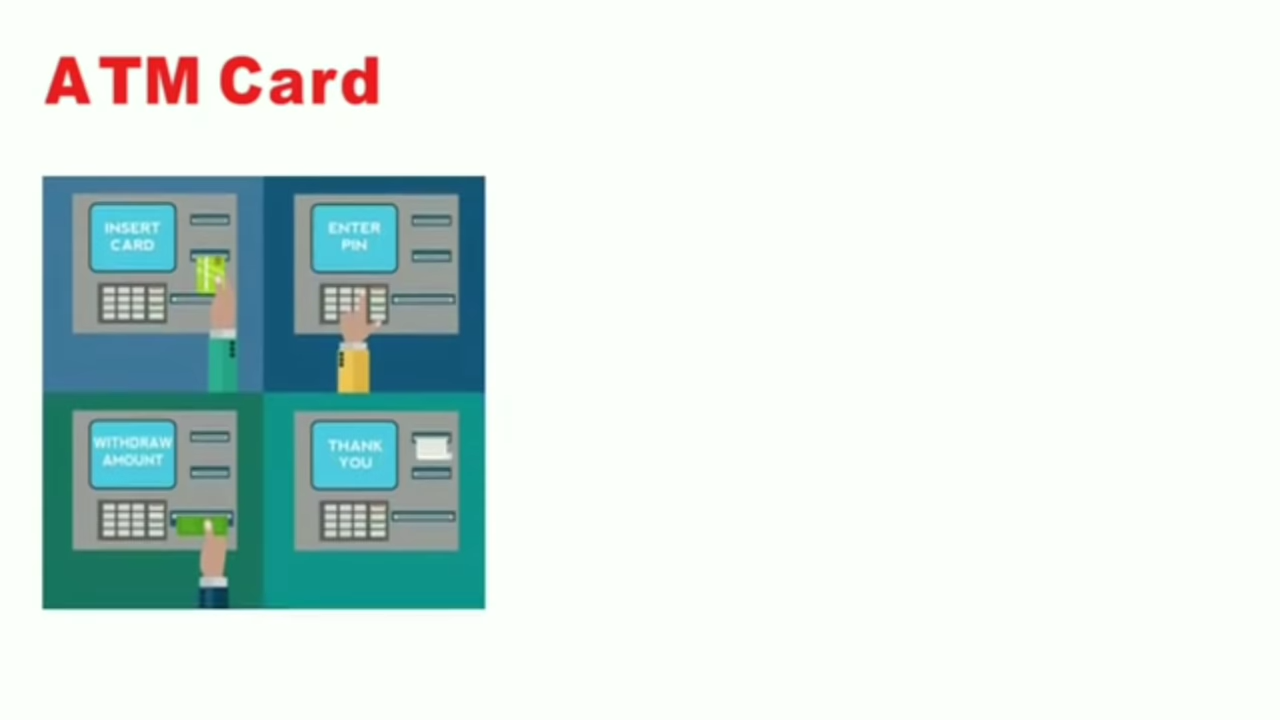 ATM Card
INSERT
CARD
ENTER
PIN
WITHDRAW
AMOUNT
THANK
YOU